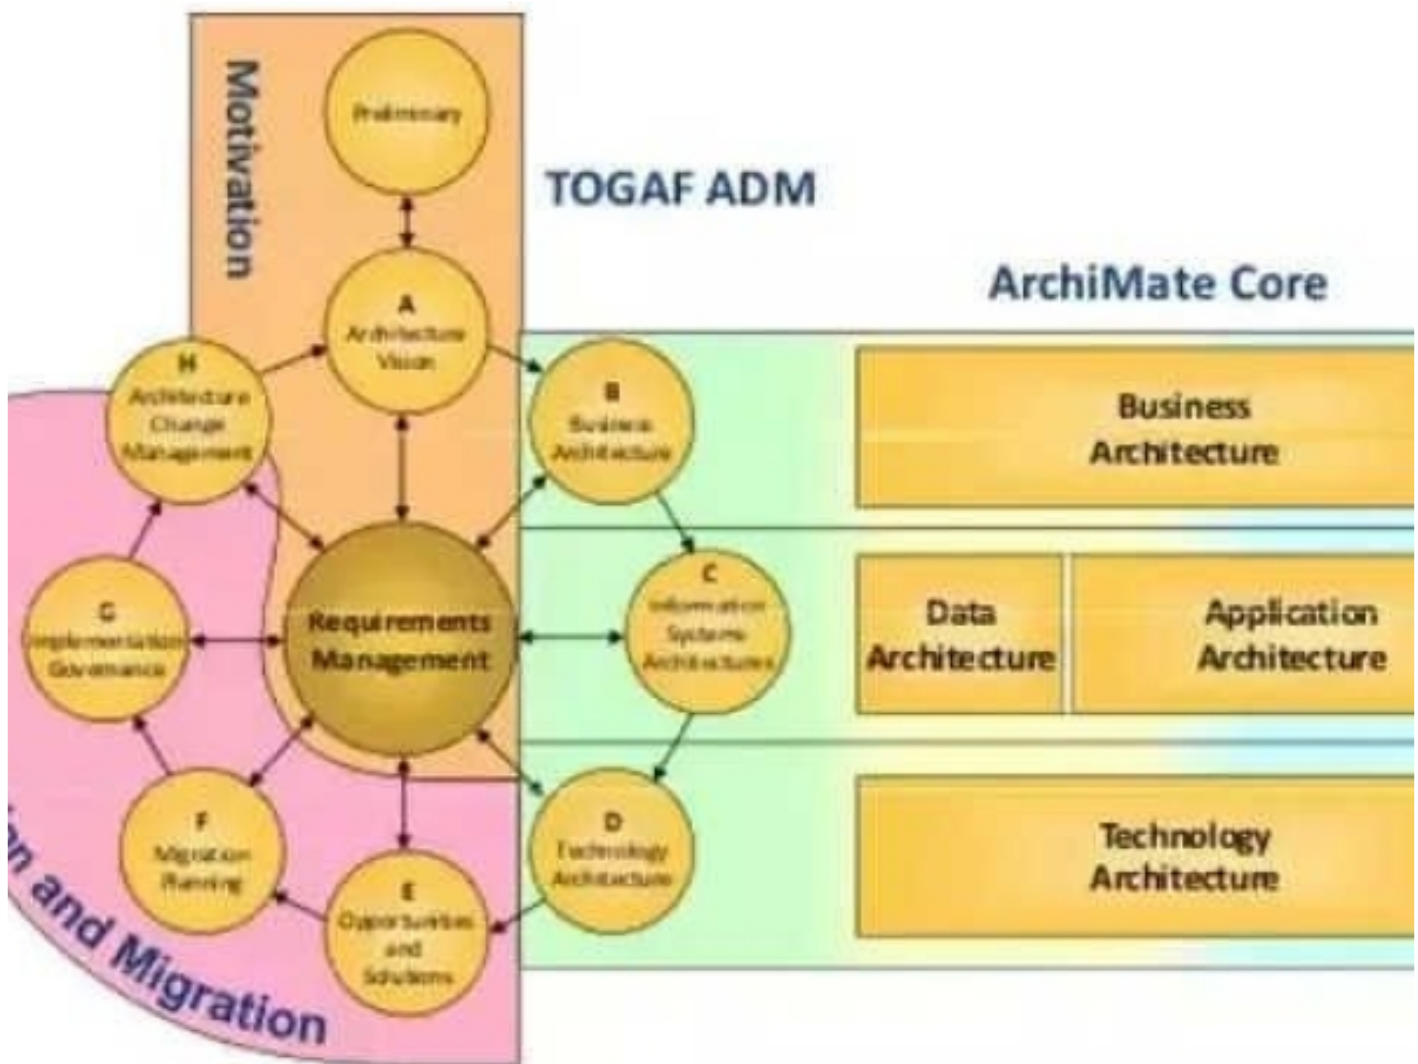 Motivation
Preliminary
TOGAF ADM
A
Architecture
Vision
ArchiMate Core
H
Architecture
Change
Management
B
Business
Architecture
Business
Architecture
G
Implementation
Governance
Requirements
Management
C
Information
Systems
Architectures
Data
Architecture
Application
Architecture
F
Migration
Planning
E
Opportunities
and
Solutions
D
Technology
Architecture
Technology
Architecture
on and Migration